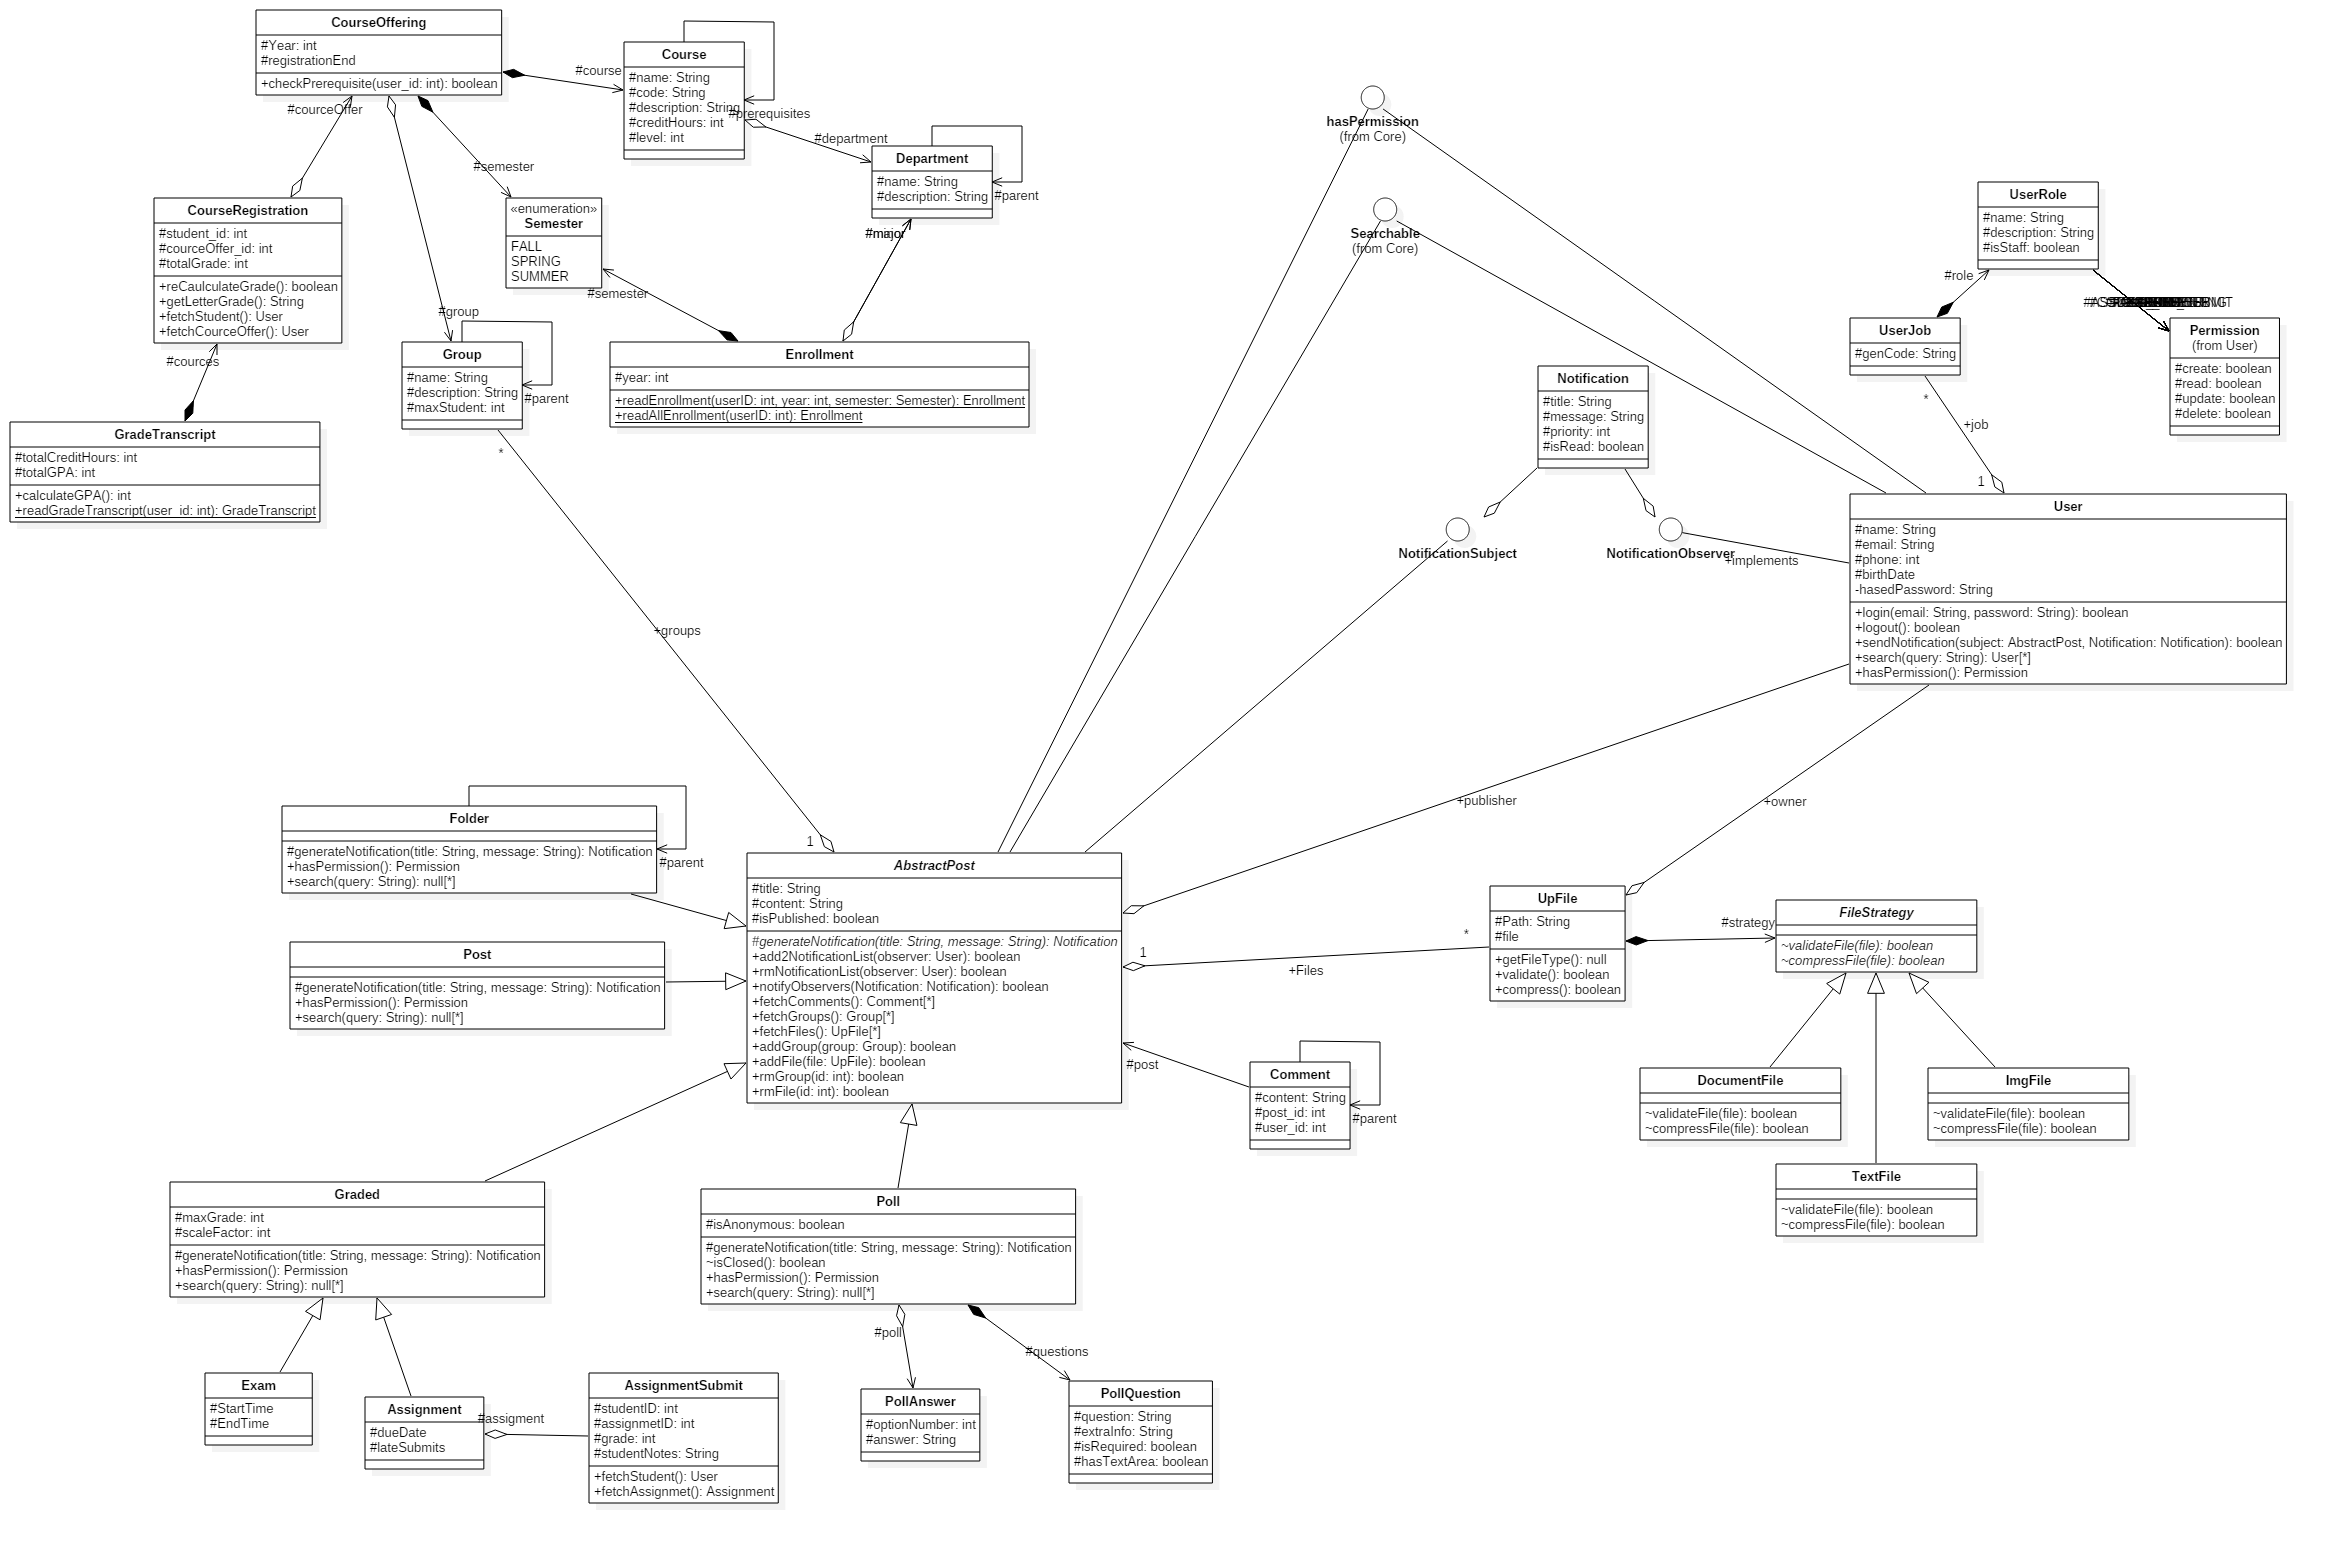 CourseOffering
#Year: int
#registrationEnd
+checkPrerequisite(user_id: int): boolean
#courceOffer
#course
#semester
#group
Course
#name: String
#code: String
#description: String
#creditHours: int
#level: int
#prerequisites
#department
Department
#name: String
#description: String
#parent
#major
hasPermission
(from Core)
Searchable
(from Core)
UserRole
#name: String
#description: String
#isStaff: boolean
#role
CourseRegistration
#student_id: int
#courceOffer_id: int
#totalGrade: int
+reCaulculateGrade(): boolean
+getLetterGrade(): String
+fetchStudent(): User
+fetchCourceOffer(): User
#cources
«enumeration»
Semester
FALL
SPRING
SUMMER
#semester
UserJob
#genCode: String
*
+job
1
Permission
(from User)
#create: boolean
#read: boolean
#update: boolean
#delete: boolean
Group
#name: String
#description: String
#maxStudent: int
#parent
*
+groups
1
Enrollment
#year: int
+readEnrollment(userID: int, year: int, semester: Semester): Enrollment
+readAllEnrollment(userID: int): Enrollment
Notification
#title: String
#message: String
#priority: int
#isRead: boolean
GradeTranscript
#totalCreditHours: int
#totalGPA: int
+calculateGPA(): int
+readGradeTranscript(user_id: int): GradeTranscript
NotificationSubject
NotificationObserver
+implements
User
#name: String
#email: String
#phone: int
#birthDate
-hasedPassword: String
+login(email: String, password: String): boolean
+logout(): boolean
+sendNotification(subject: AbstractPost, Notification: Notification): boolean
+search(query: String): User[*]
+hasPermission(): Permission
+publisher
+owner
Folder
#generateNotification(title: String, message: String): Notification
+hasPermission(): Permission
+search(query: String): null[*]
#parent
AbstractPost
#title: String
#content: String
#isPublished: boolean
#generateNotification(title: String, message: String): Notification
+add2NotificationList(observer: User): boolean
+rmNotificationList(observer: User): boolean
+notifyObservers(Notification: Notification): boolean
+fetchComments(): Comment[*]
+fetchGroups(): Group[*]
+fetchFiles(): UpFile[*]
+addGroup(group: Group): boolean
+addFile(file: UpFile): boolean
+rmGroup(id: int): boolean
+rmFile(id: int): boolean
1
*
+Files
UpFile
#Path: String
#file
+getFileType(): null
+validate(): boolean
+compress(): boolean
#strategy
FileStrategy
~validateFile(file): boolean
~compressFile(file): boolean
Post
#generateNotification(title: String, message: String): Notification
+hasPermission(): Permission
+search(query: String): null[*]
#post
Comment
#content: String
#post_id: int
#user_id: int
#parent
DocumentFile
~validateFile(file): boolean
~compressFile(file): boolean
ImgFile
~validateFile(file): boolean
~compressFile(file): boolean
TextFile
~validateFile(file): boolean
~compressFile(file): boolean
Graded
#maxGrade: int
#scaleFactor: int
#generateNotification(title: String, message: String): Notification
+hasPermission(): Permission
+search(query: String): null[*]
Poll
#isAnonymous: boolean
#generateNotification(title: String, message: String): Notification
~isClosed(): boolean
+hasPermission(): Permission
+search(query: String): null[*]
#poll
#questions
Exam
#StartTime
#EndTime
Assignment
#dueDate
#lateSubmits
#assigment
AssignmentSubmit
#studentID: int
#assignmetID: int
#grade: int
#studentNotes: String
+fetchStudent(): User
+fetchAssignmet(): Assignment
PollAnswer
#optionNumber: int
#answer: String
PollQuestion
#question: String
#extraInfo: String
#isRequired: boolean
#hasTextArea: boolean